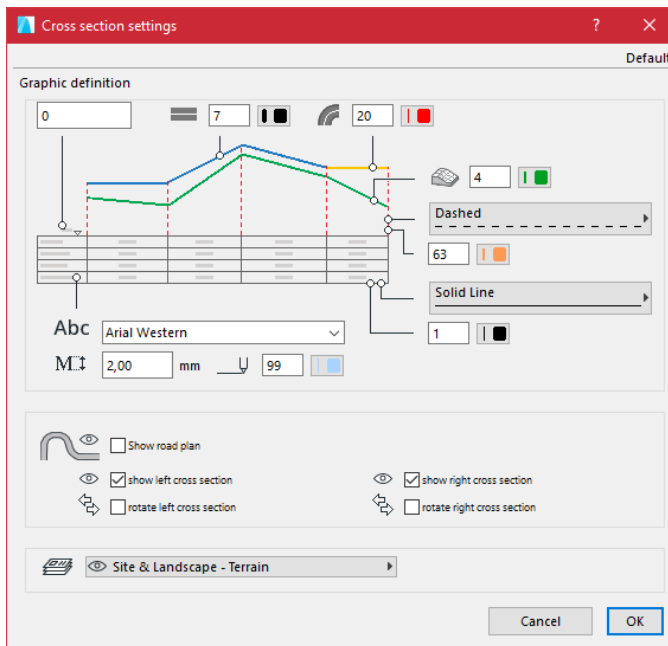 Cross section settings ? ×
Default
Graphic definition
0 7 20
4
Dashed
63
Solid Line
Abc Arial Western 1
M 2,00 mm 99
Show road plan
show left cross section show right cross section
rotate left cross section rotate right cross section
Site & Landscape - Terrain
Cancel OK